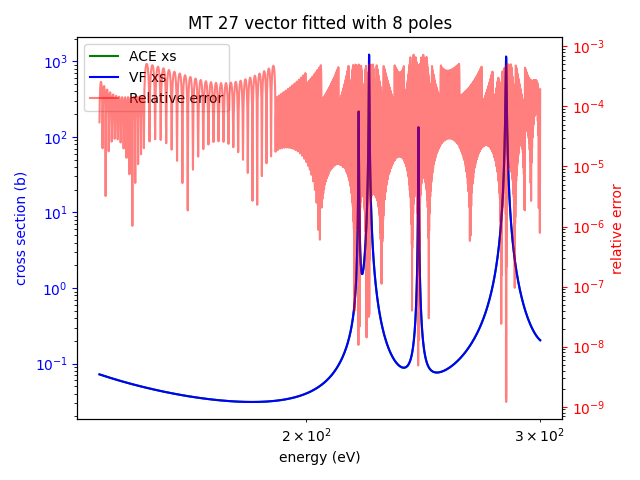 MT 27 vector fitted with 8 poles
ACE xs
VF xs
Relative error
cross section (b)
10³
10²
10¹
10⁰
10⁻¹
10⁻³
10⁻⁴
10⁻⁵
10⁻⁶
10⁻⁷
10⁻⁸
10⁻⁹
relative error
2 × 10² 3 × 10²
energy (eV)